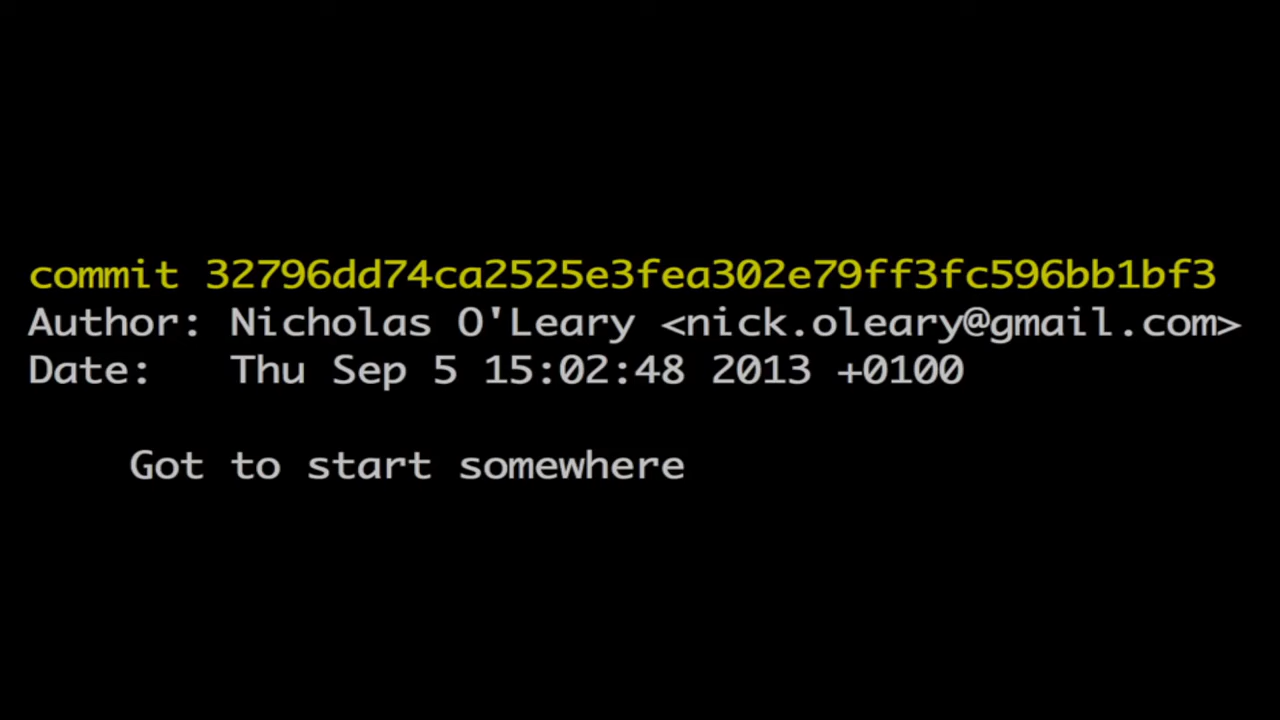 commit 32796dd74ca2525e3fea302e79ff3fc596bb1bf3
Author: Nicholas O'Leary <nick.oleary@gmail.com>
Date:   Thu Sep 5 15:02:48 2013 +0100
Got to start somewhere